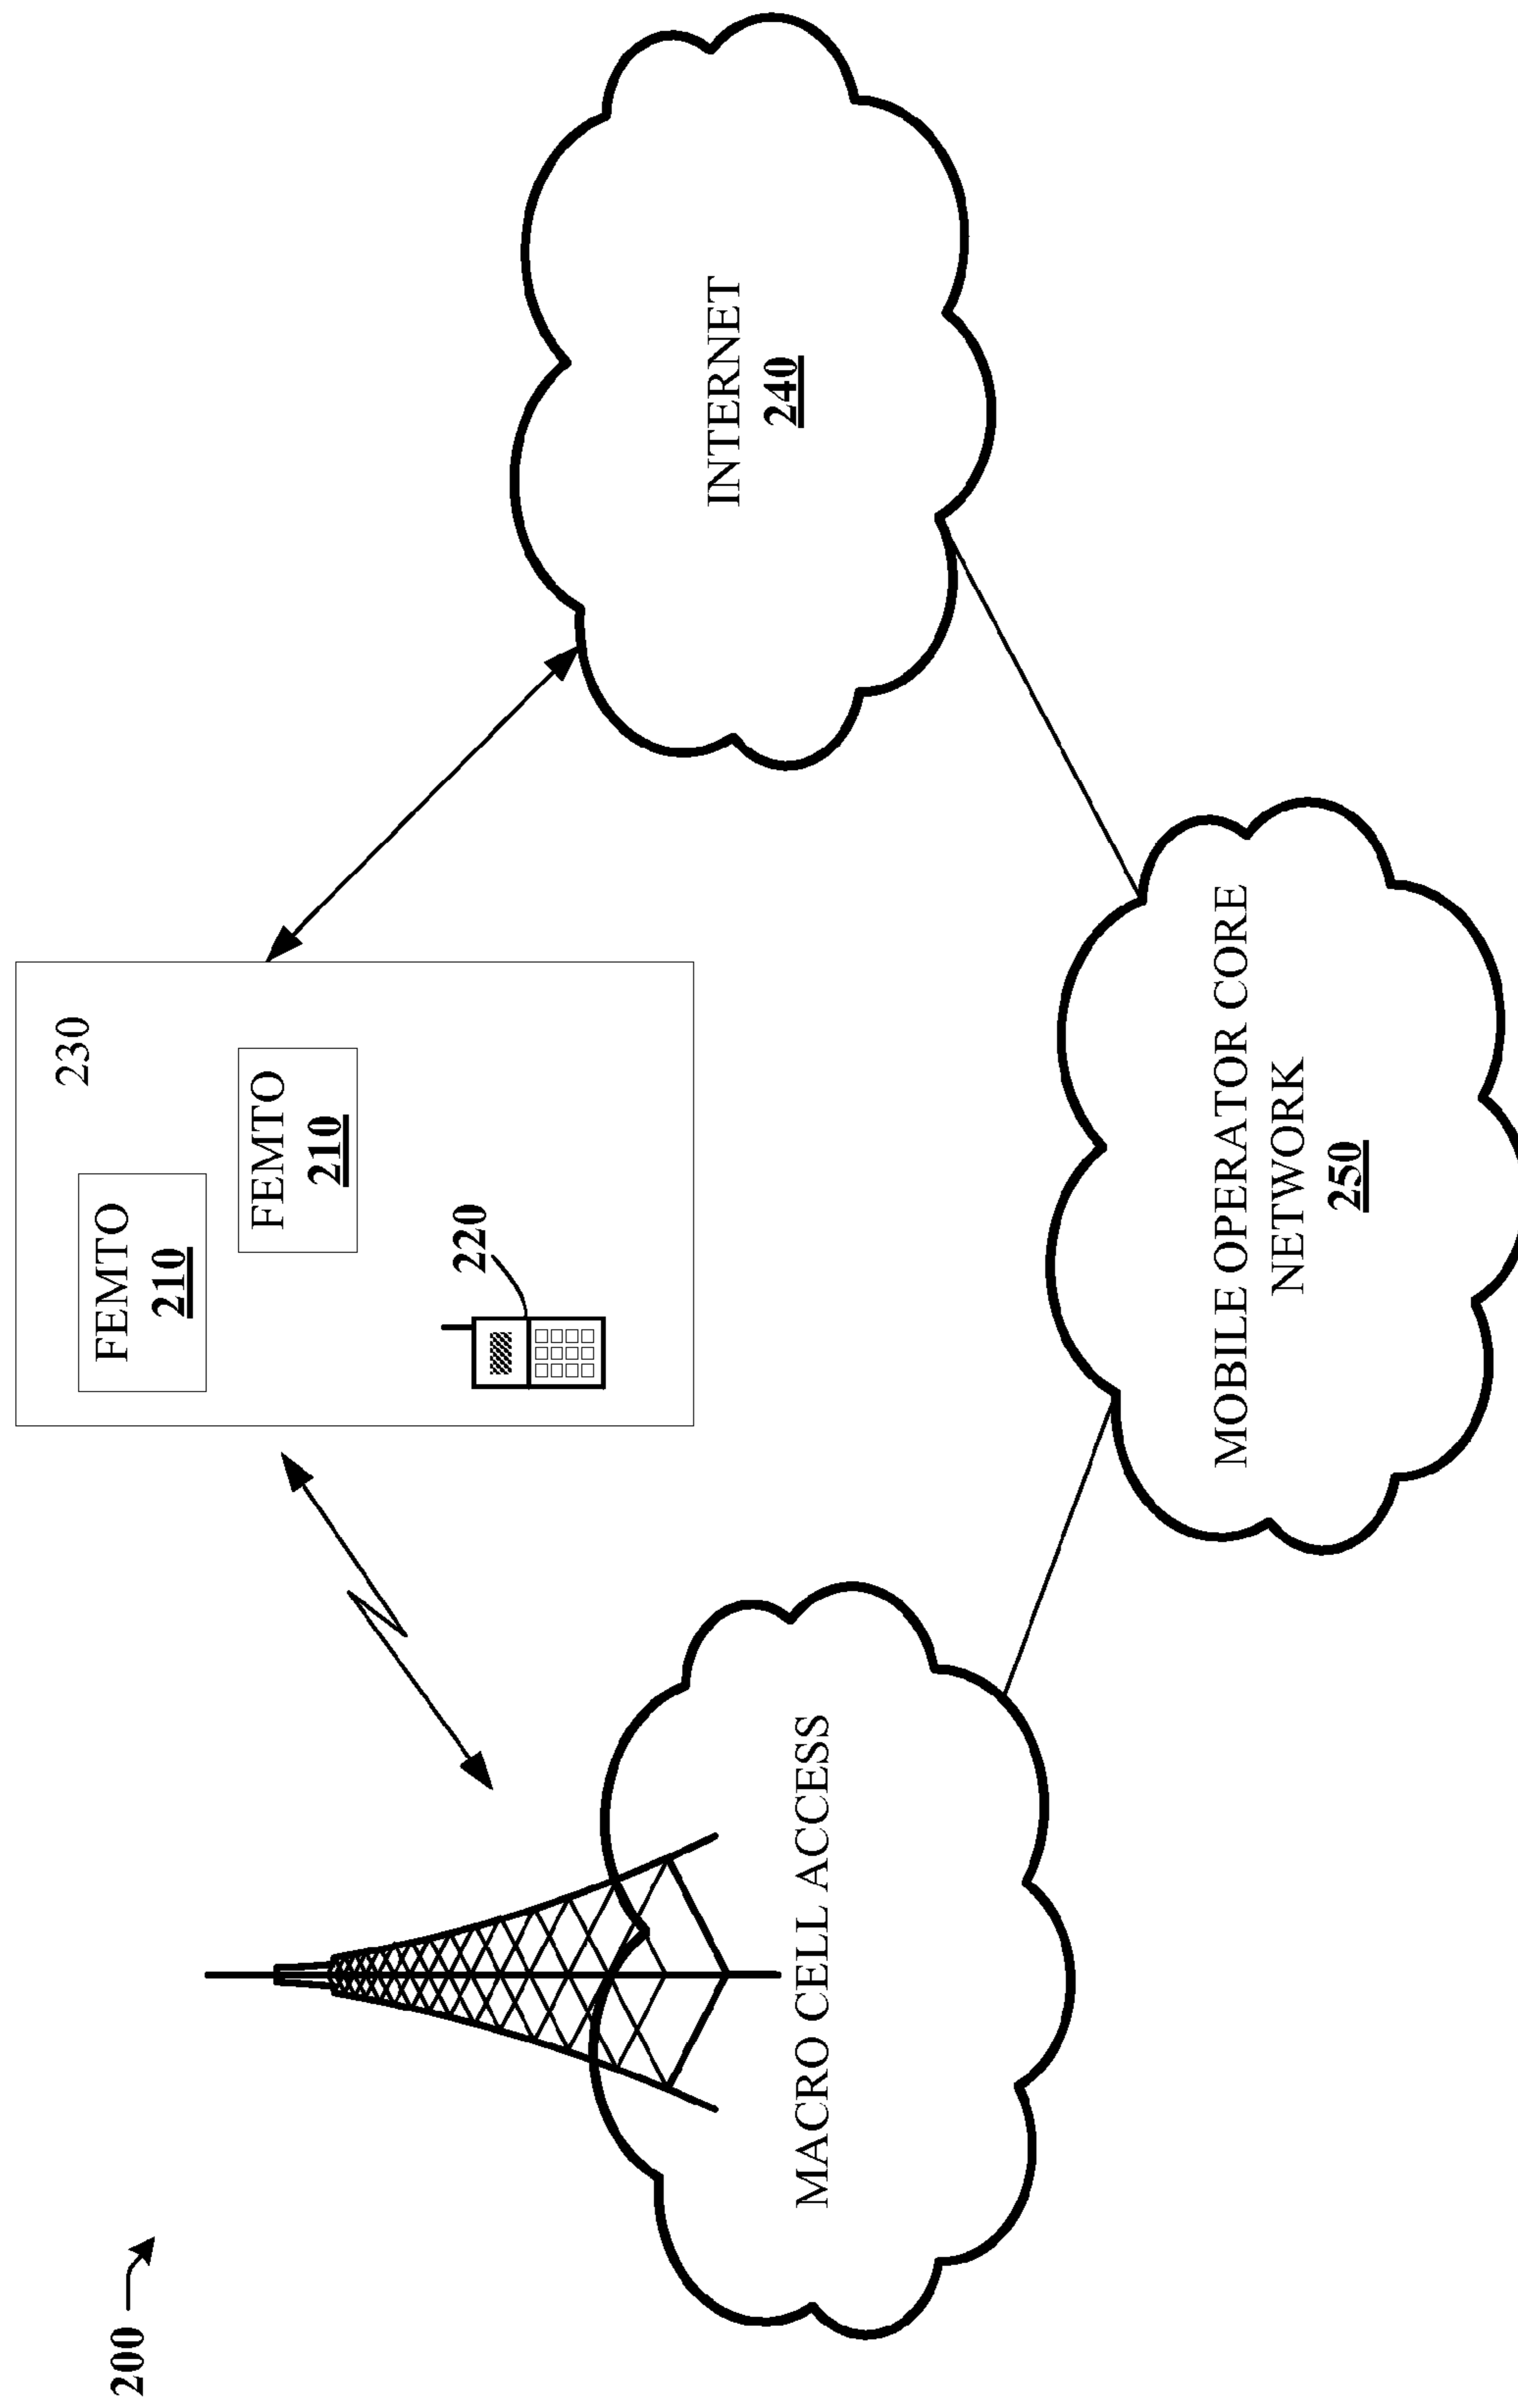 200
FEMTO
210
FEMTO
210
230
220
MACRO CELL ACCESS
INTERNET
240
MOBILE OPERATOR CORE
NETWORK
250